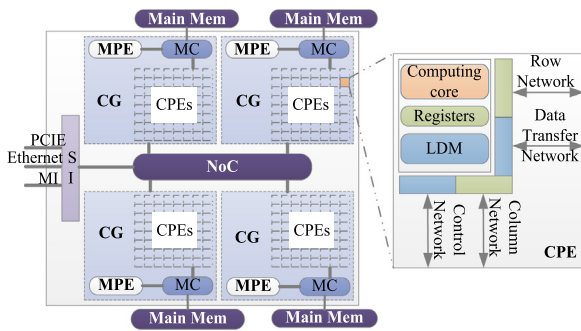 Main Mem
Main Mem
MPE
MC
MPE
MC
CG
CPEs
CG
CPEs
PCIE
Ethernet
MI
S
I
NoC
CG
CPEs
CG
CPEs
MPE
MC
MPE
MC
Main Mem
Main Mem
Computing
core
Registers
LDM
Row
Network
Data
Transfer
Network
Control
Network
Column
Network
CPE